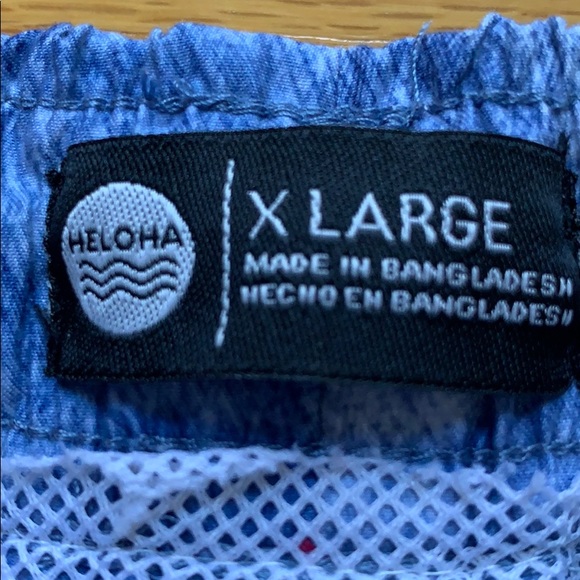 HELOHA
X LARGE
MADE IN BANGLADESH
HECHO EN BANGLADESH